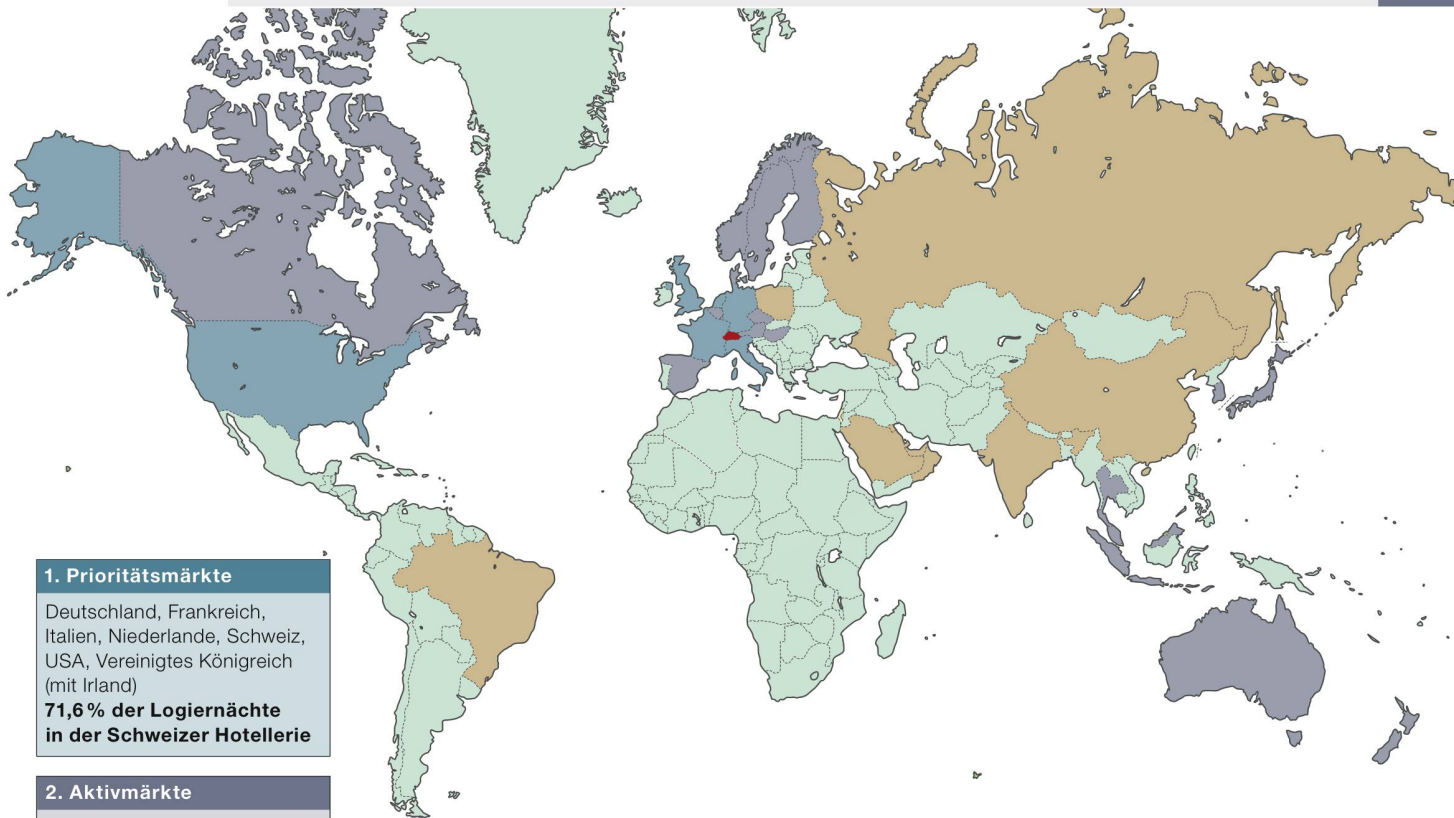 1. Prioritätsmärkte
Deutschland, Frankreich,
Italien, Niederlande, Schweiz,
USA, Vereinigtes Königreich
(mit Irland)
71,6 % der Logiernächte
in der Schweizer Hotellerie
2. Aktivmärkte